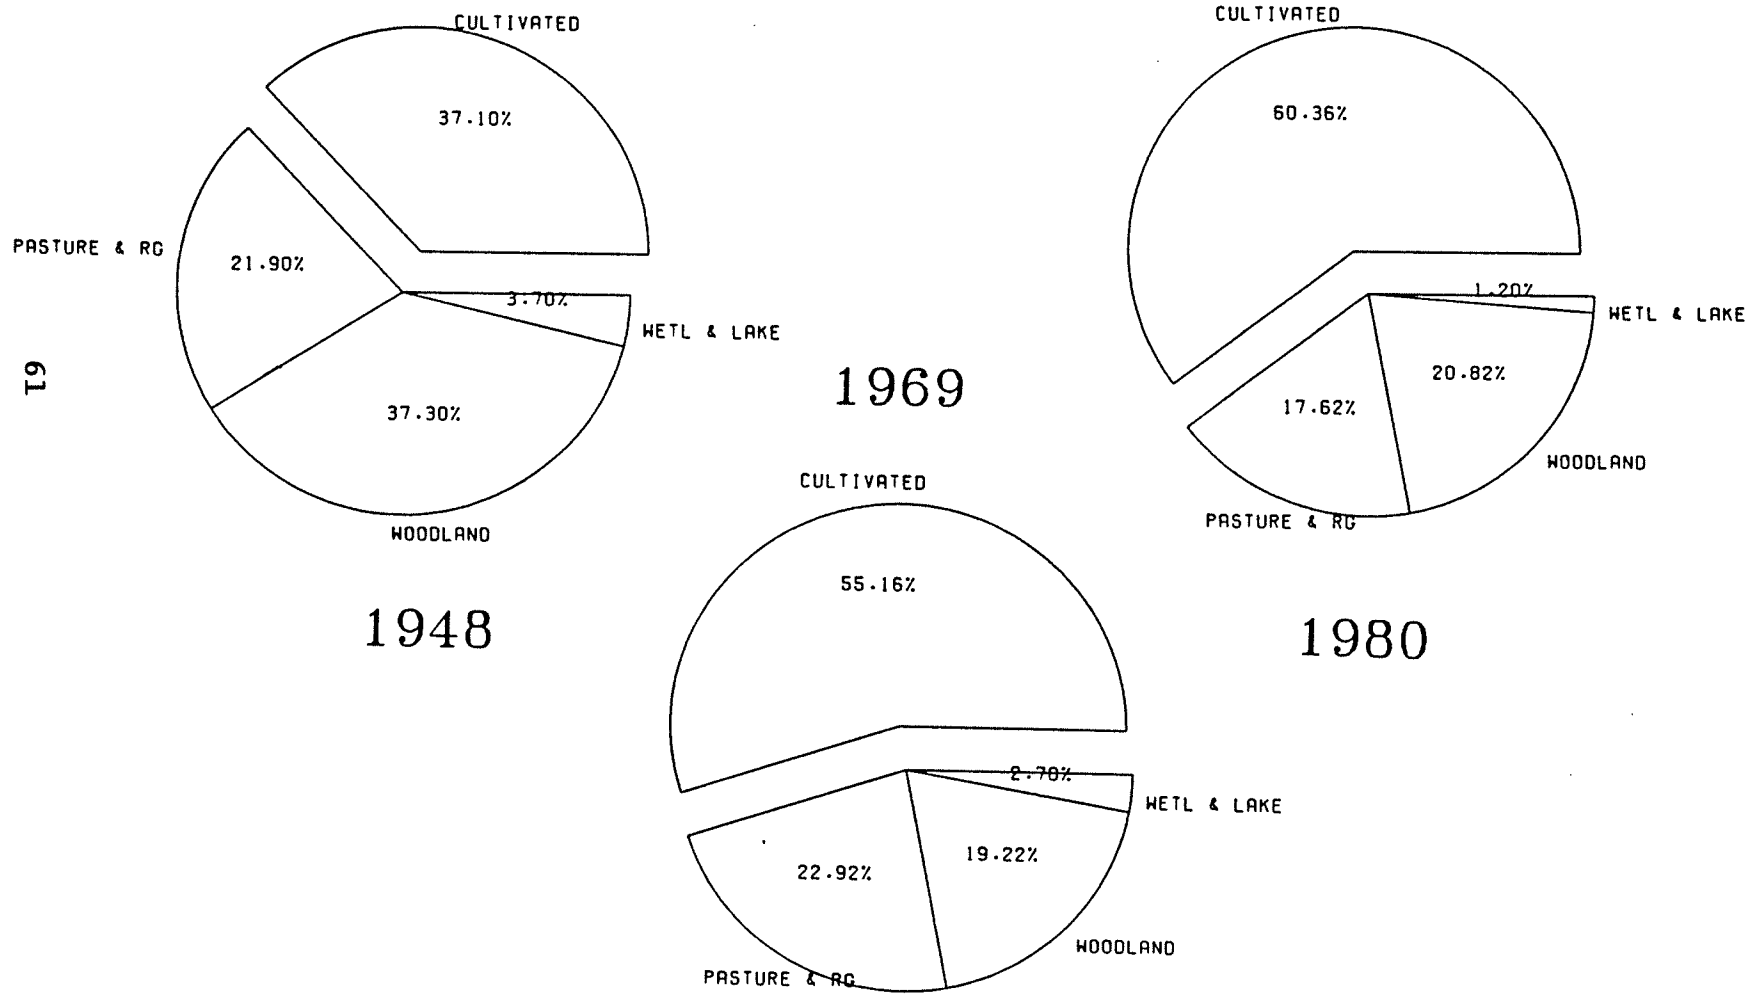 CULTIVATED
37.10%
PASTURE & RG
21.90%
3.70%
WETL & LAKE
37.30%
WOODLAND
1948
61
1969
CULTIVATED
55.16%
2.70%
WETL & LAKE
19.22%
22.92%
WOODLAND
PASTURE & RG
CULTIVATED
60.36%
1.20%
WETL & LAKE
20.82%
17.62%
WOODLAND
PASTURE & RG
1980